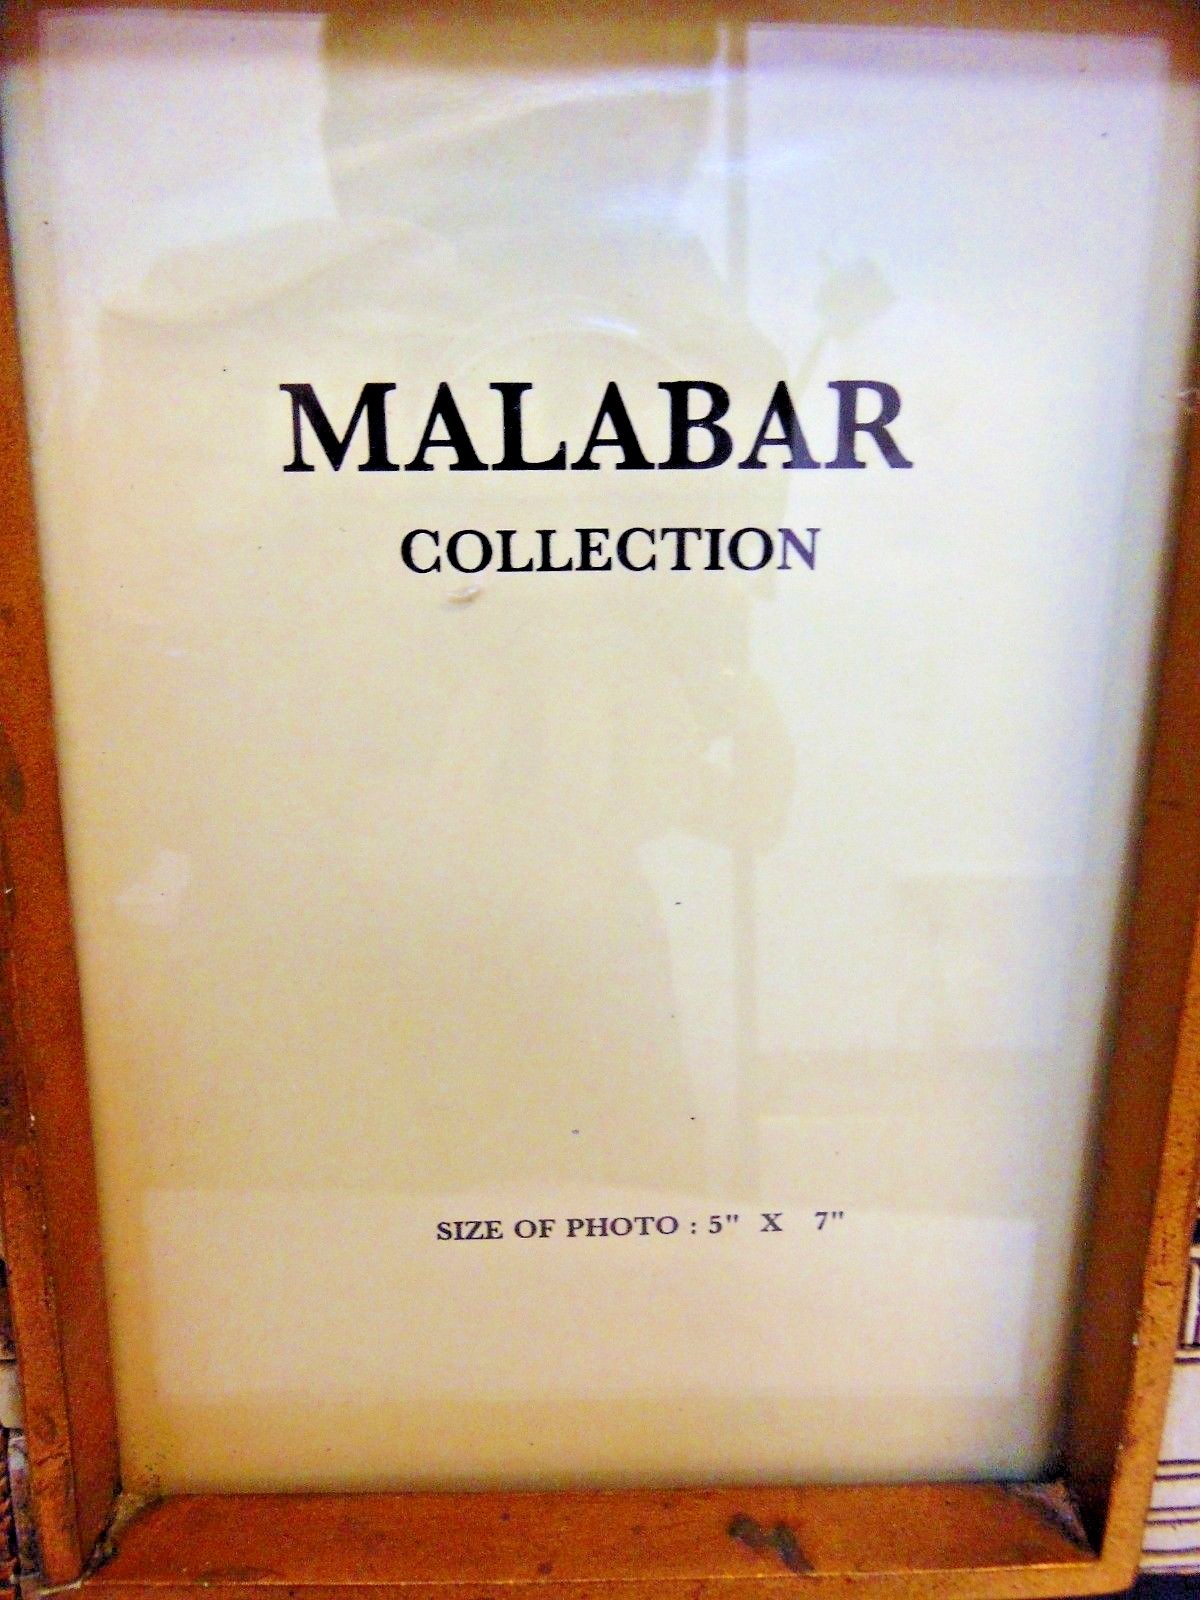 MALABAR
COLLECTION
SIZE OF PHOTO : 5" X 7"